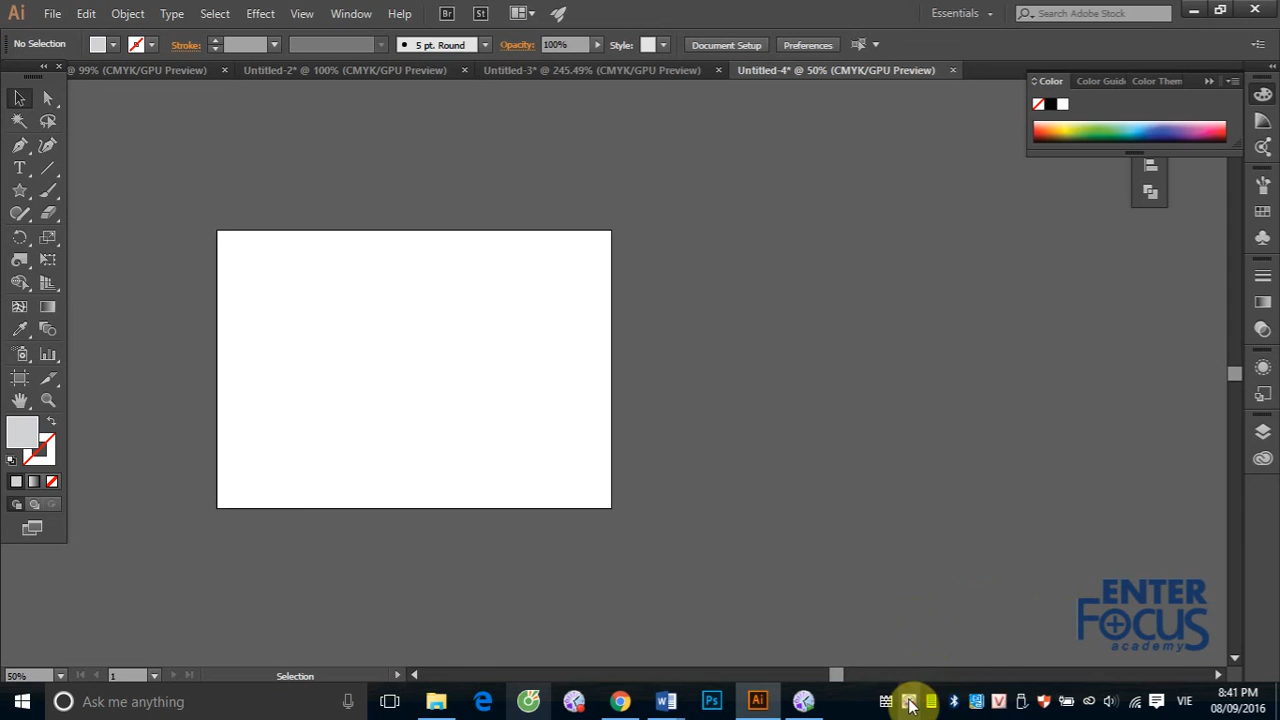 Ai File Edit Object Type Select Effect View Window Help Br St Essentials Search Adobe Stock
No Selection Stroke: 5 pt. Round Opacity: 100% Style: Document Setup Preferences
@ 99% (CMYK/GPU Preview) Untitled-2* @ 100% (CMYK/GPU Preview) Untitled-3* @ 245.49% (CMYK/GPU Preview) Untitled-4* @ 50% (CMYK/GPU Preview)
Color Color Guide Color Them
ENTER
FOCUS
academy
50% 1 Selection
Ask me anything Ps Ai VIE 8:41 PM
08/09/2016